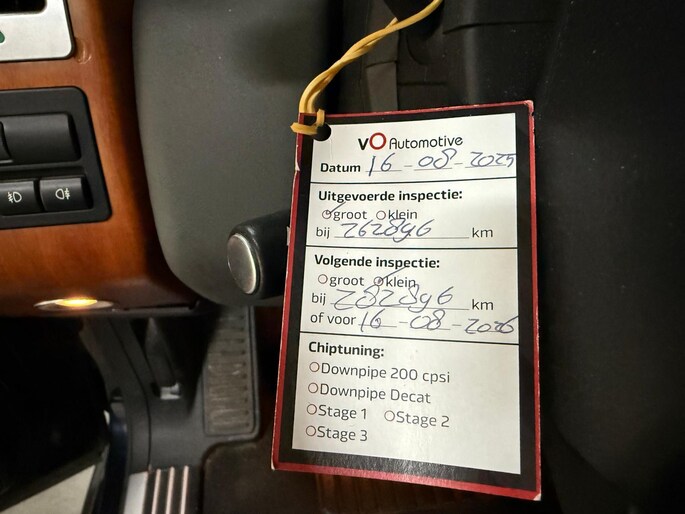 VO Automotive
Datum 16-08-2025
Uitgevoerde inspectie:
groot klein
bij 262896 km
Volgende inspectie:
groot klein
bij 282896 km
of voor 16-08-2026
Chiptuning:
Downpipe 200 cpsi
Downpipe Decat
Stage 1 Stage 2
Stage 3